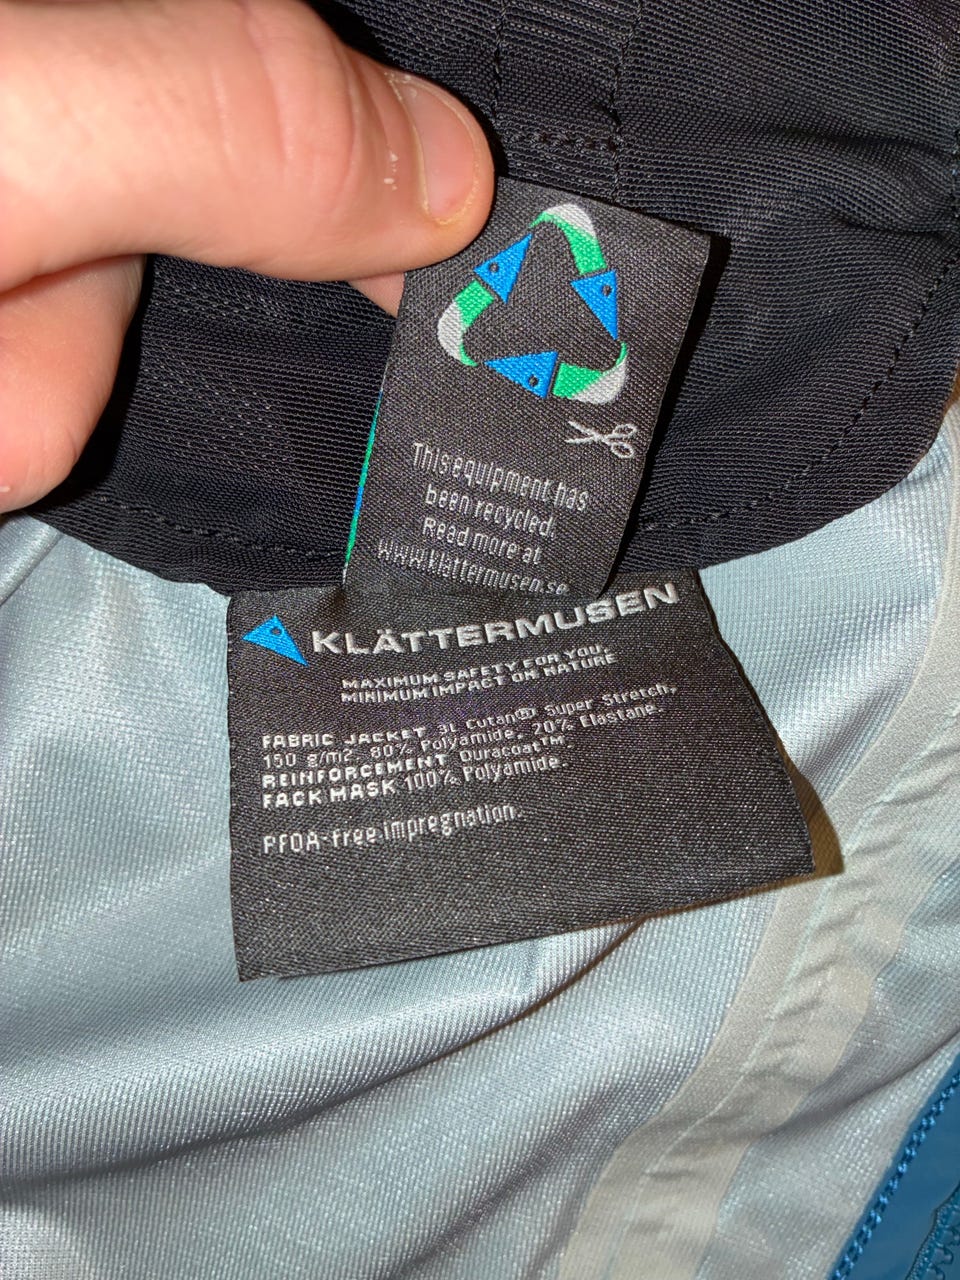 This equipment has
been recycled.
Read more at
www.klattermusen.se
KLÄTTERMUSEN
MAXIMUM SAFETY FOR YOU,
MINIMUM IMPACT ON NATURE
FABRIC JACKET 3L Cutan® Super Stretch,
150 g/m2, 80% Polyamide, 20% Elastane.
REINFORCEMENT Duracoat™.
FACK MASK 100% Polyamide.
PFOA-free impregnation.